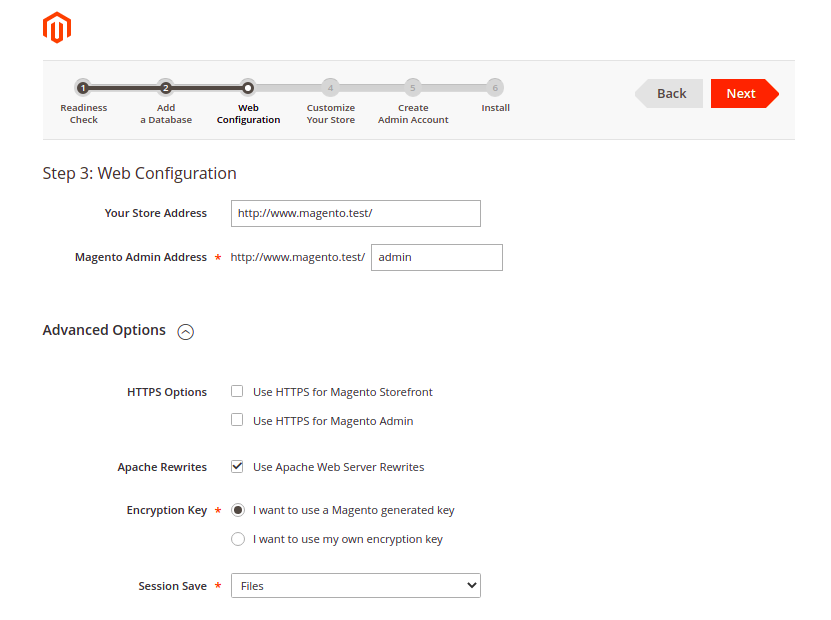 1 2 4 5 6
Readiness Check
Add a Database
Web Configuration
Customize Your Store
Create Admin Account
Install
Back
Next
Step 3: Web Configuration
Your Store Address http://www.magento.test/
Magento Admin Address * http://www.magento.test/ admin
Advanced Options
HTTPS Options Use HTTPS for Magento Storefront
Use HTTPS for Magento Admin
Apache Rewrites Use Apache Web Server Rewrites
Encryption Key * I want to use a Magento generated key
I want to use my own encryption key
Session Save * Files